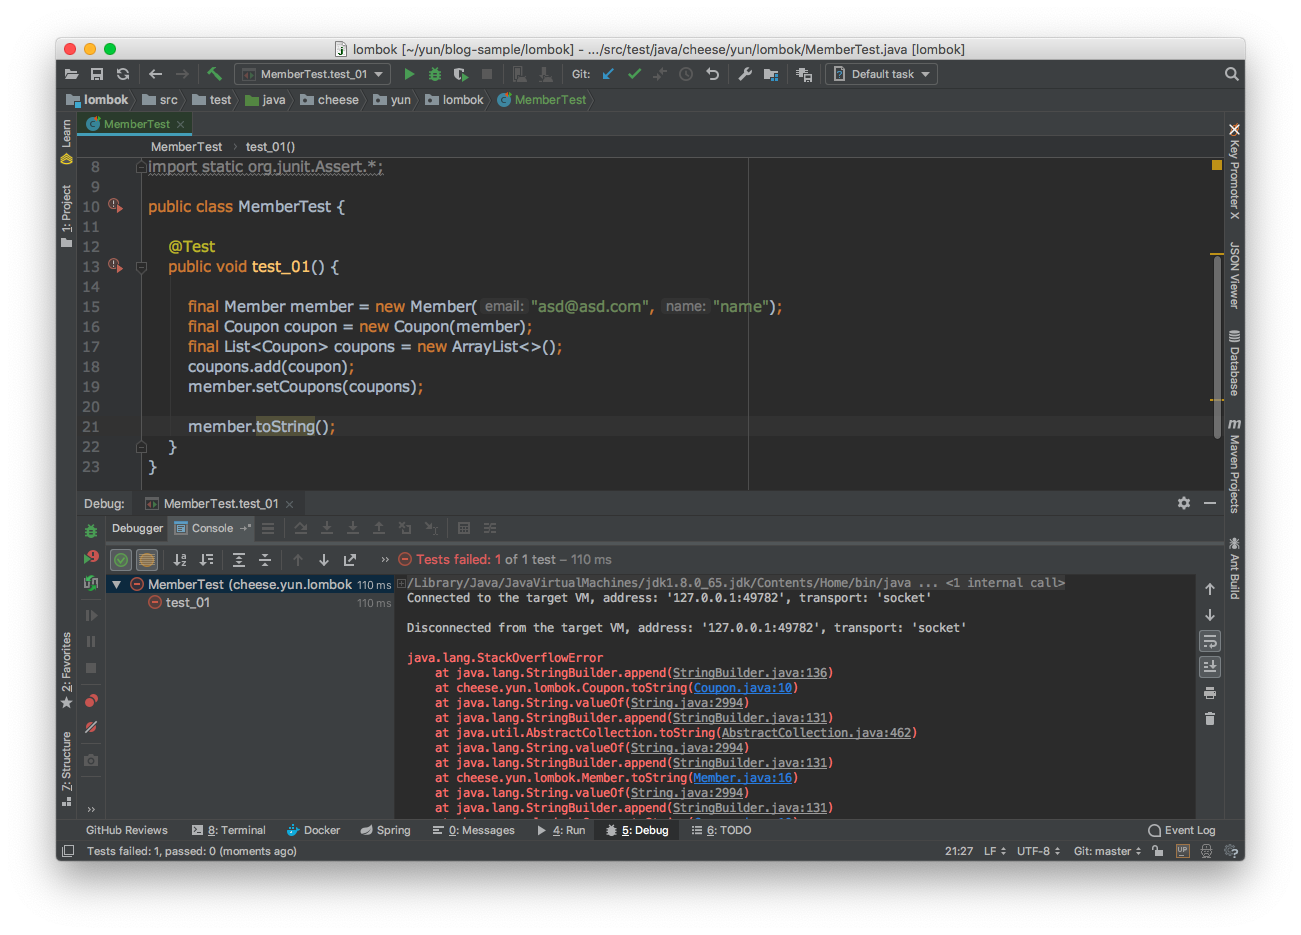 lombok [~/yun/blog-sample/lombok] - .../src/test/java/cheese/yun/lombok/MemberTest.java [lombok]
MemberTest.test_01 Git: Default task
lombok src test java cheese yun lombok MemberTest
MemberTest
MemberTest test_01()
8 import static org.junit.Assert.*;
9
10 public class MemberTest {
11
12 @Test
13 public void test_01() {
14
15 final Member member = new Member( email: "asd@asd.com", name: "name");
16 final Coupon coupon = new Coupon(member);
17 final List<Coupon> coupons = new ArrayList<>();
18 coupons.add(coupon);
19 member.setCoupons(coupons);
20
21 member.toString();
22 }
23 }
Learn
1: Project
2: Favorites
Z: Structure
Key Promoter X
JSON Viewer
Database
m Maven Projects
Ant Build
Debug: MemberTest.test_01
Debugger Console
Tests failed: 1 of 1 test – 110 ms
MemberTest (cheese.yun.lombok 110 ms
test_01 110 ms
/Library/Java/JavaVirtualMachines/jdk1.8.0_65.jdk/Contents/Home/bin/java ... <1 internal call>
Connected to the target VM, address: '127.0.0.1:49782', transport: 'socket'
Disconnected from the target VM, address: '127.0.0.1:49782', transport: 'socket'
java.lang.StackOverflowError
at java.lang.StringBuilder.append(StringBuilder.java:136)
at cheese.yun.lombok.Coupon.toString(Coupon.java:10)
at java.lang.String.valueOf(String.java:2994)
at java.lang.StringBuilder.append(StringBuilder.java:131)
at java.util.AbstractCollection.toString(AbstractCollection.java:462)
at java.lang.String.valueOf(String.java:2994)
at java.lang.StringBuilder.append(StringBuilder.java:131)
at cheese.yun.lombok.Member.toString(Member.java:16)
at java.lang.String.valueOf(String.java:2994)
at java.lang.StringBuilder.append(StringBuilder.java:131)
GitHub Reviews 8: Terminal Docker Spring 0: Messages 4: Run 5: Debug 6: TODO Event Log
Tests failed: 1, passed: 0 (moments ago) 21:27 LF UTF-8 Git: master UP